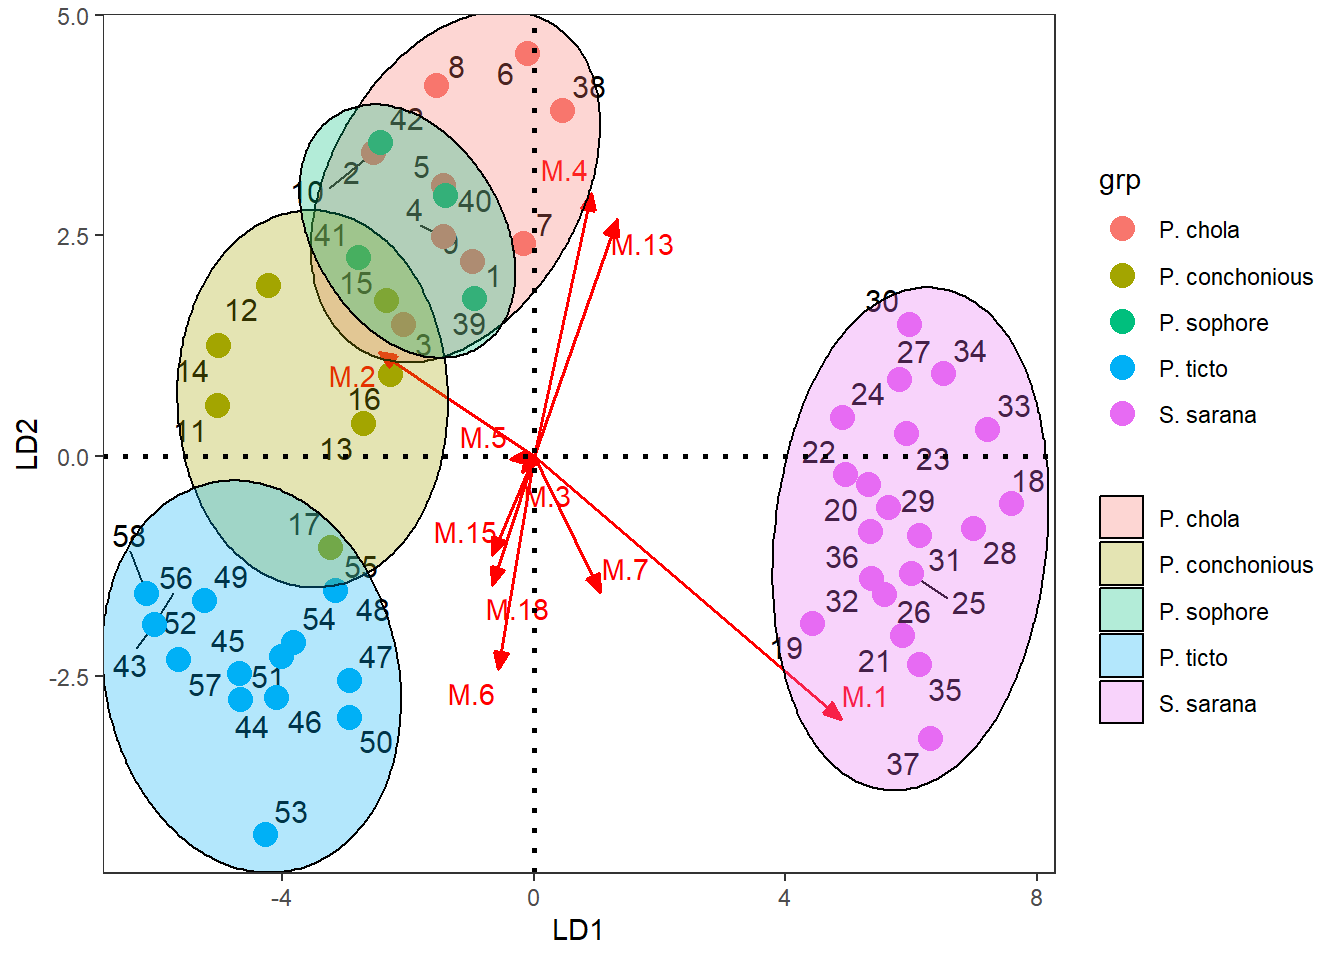 5.0
2.5
0.0
-2.5
LD2
8
6
38
42
2
5
M.4
10
40
4
7
41
9
M.13
1
15
12
39
3
30
14
M.2
27
34
16
24
11
33
M.5
13
22
23
18
M.3
17
20
29
58
M.15
55
36
31
28
56
49
M.7
25
52
54
48
M.18
32
26
43
45
19
21
47
57
51
35
M.6
M.1
44
46
50
37
53
-4
0
4
8
LD1
grp
P. chola
P. conchonious
P. sophore
P. ticto
S. sarana
P. chola
P. conchonious
P. sophore
P. ticto
S. sarana